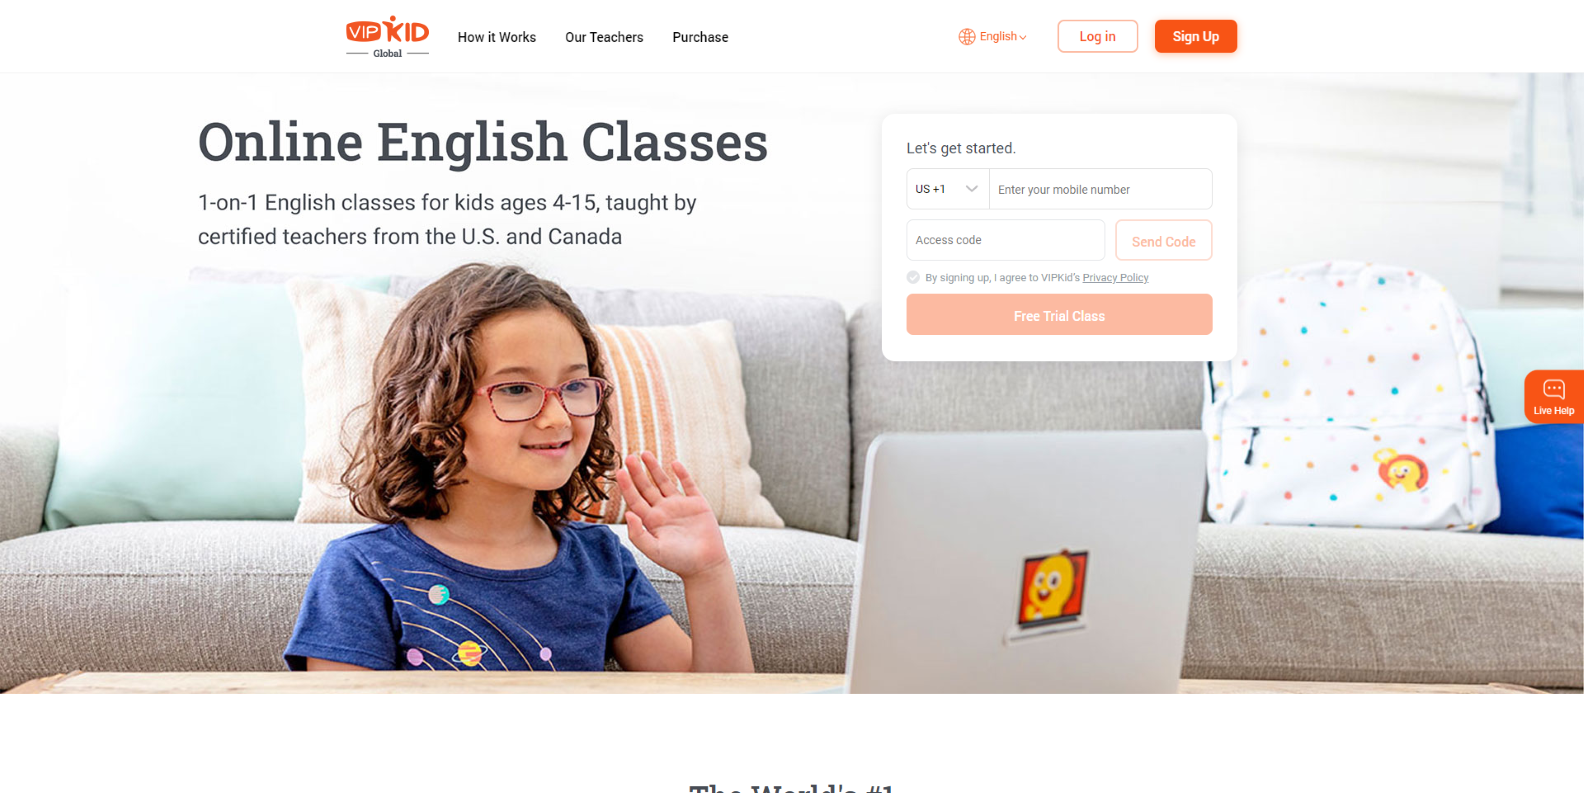 VIPKID
Global
How it Works
Our Teachers
Purchase
English
Log in
Sign Up
Online English Classes
1-on-1 English classes for kids ages 4-15, taught by
certified teachers from the U.S. and Canada
Let's get started.
US +1
Enter your mobile number
Access code
Send Code
By signing up, I agree to VIPKid's Privacy Policy
Free Trial Class
Live Help
The World's #1